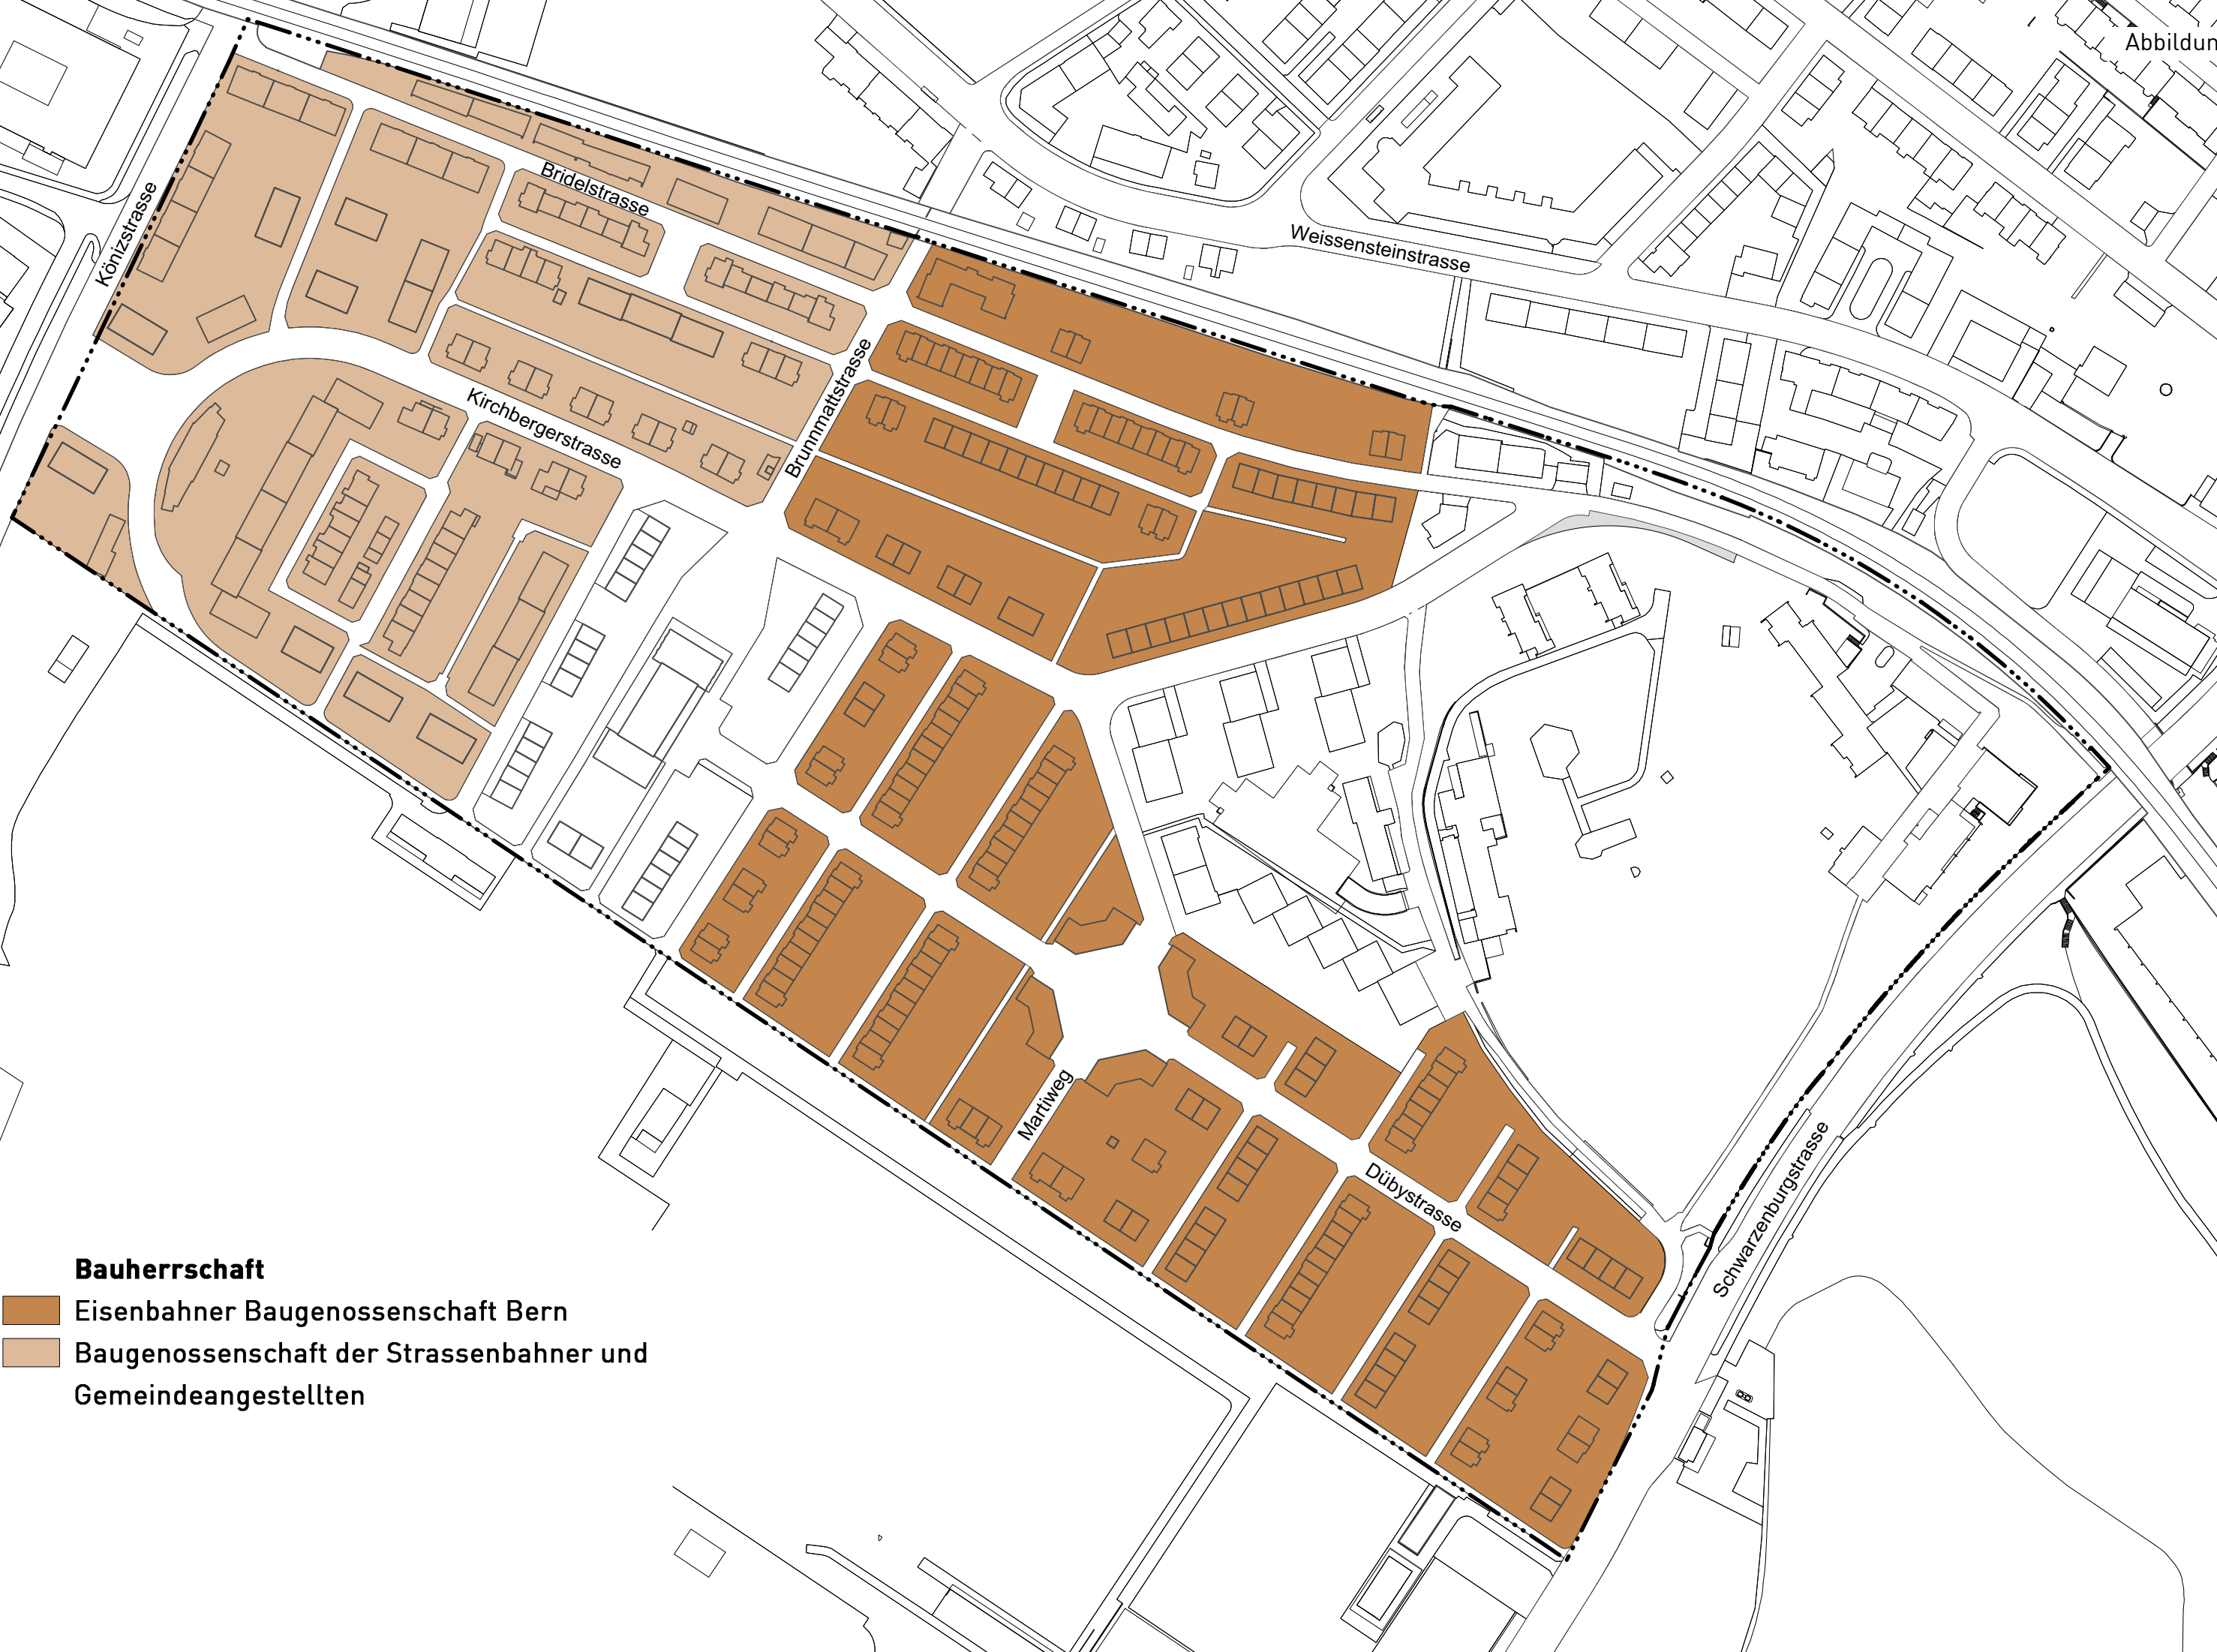 Abbildun
Bridelstrasse
Könizstrasse
Weissensteinstrasse
Brunnmattstrasse
Kirchbergerstrasse
Martiweg
Dübystrasse
Schwarzenburgstrasse
Bauherrschaft
Eisenbahner Baugenossenschaft Bern
Baugenossenschaft der Strassenbahner und
Gemeindeangestellten